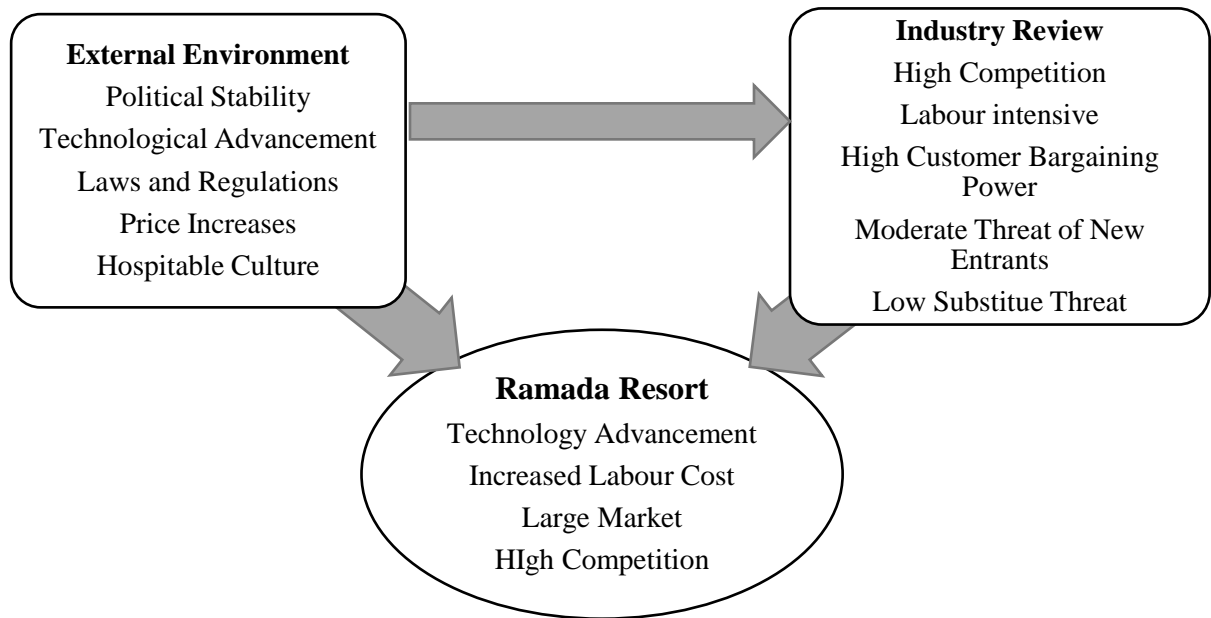 External Environment
Political Stability
Technological Advancement
Laws and Regulations
Price Increases
Hospitable Culture
Industry Review
High Competition
Labour intensive
High Customer Bargaining
Power
Moderate Threat of New
Entrants
Low Substitue Threat
Ramada Resort
Technology Advancement
Increased Labour Cost
Large Market
HIgh Competition